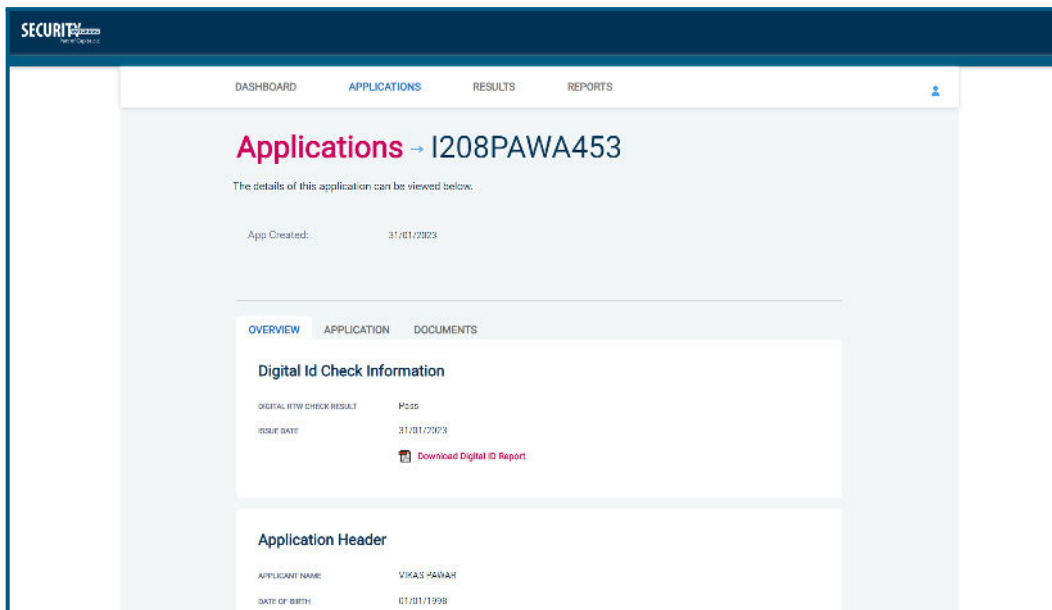 SECURITY
DASHBOARD APPLICATIONS RESULTS REPORTS
Applications → I208PAWA453
The details of this application can be viewed below.
App Created: 31/01/2023
OVERVIEW APPLICATION DOCUMENTS
Digital Id Check Information
DIGITAL RTW CHECK RESULT Pass
ISSUE DATE 31/01/2023
Download Digital ID Report
Application Header
APPLICANT NAME VIKAS PAWAR
DATE OF BIRTH 01/01/1998